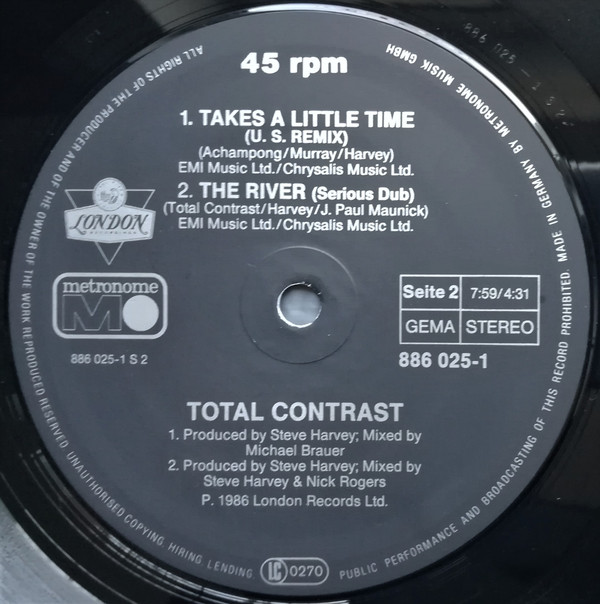 45 rpm
1. TAKES A LITTLE TIME
(U. S. REMIX)
(Achampong/Murray/Harvey)
EMI Music Ltd./Chrysalis Music Ltd.
2. THE RIVER (Serious Dub)
(Total Contrast/Harvey/J. Paul Maunick)
EMI Music Ltd./Chrysalis Music Ltd.
LONDON
RECORDINGS
metronome
MO
886 025-1 S 2
Seite 2 7:59/4:31
GEMA STEREO
886 025-1
TOTAL CONTRAST
1. Produced by Steve Harvey; Mixed by
Michael Brauer
2. Produced by Steve Harvey; Mixed by
Steve Harvey & Nick Rogers
P. 1986 London Records Ltd.
LC 0270
ALL RIGHTS OF THE PRODUCER AND OF THE OWNER OF THE WORK REPRODUCED RESERVED UNAUTHORISED COPYING HIRING LENDING PUBLIC PERFORMANCE AND BROADCASTING OF THIS RECORD PROHIBITED. MADE IN GERMANY BY METRONOME MUSIK GMBH